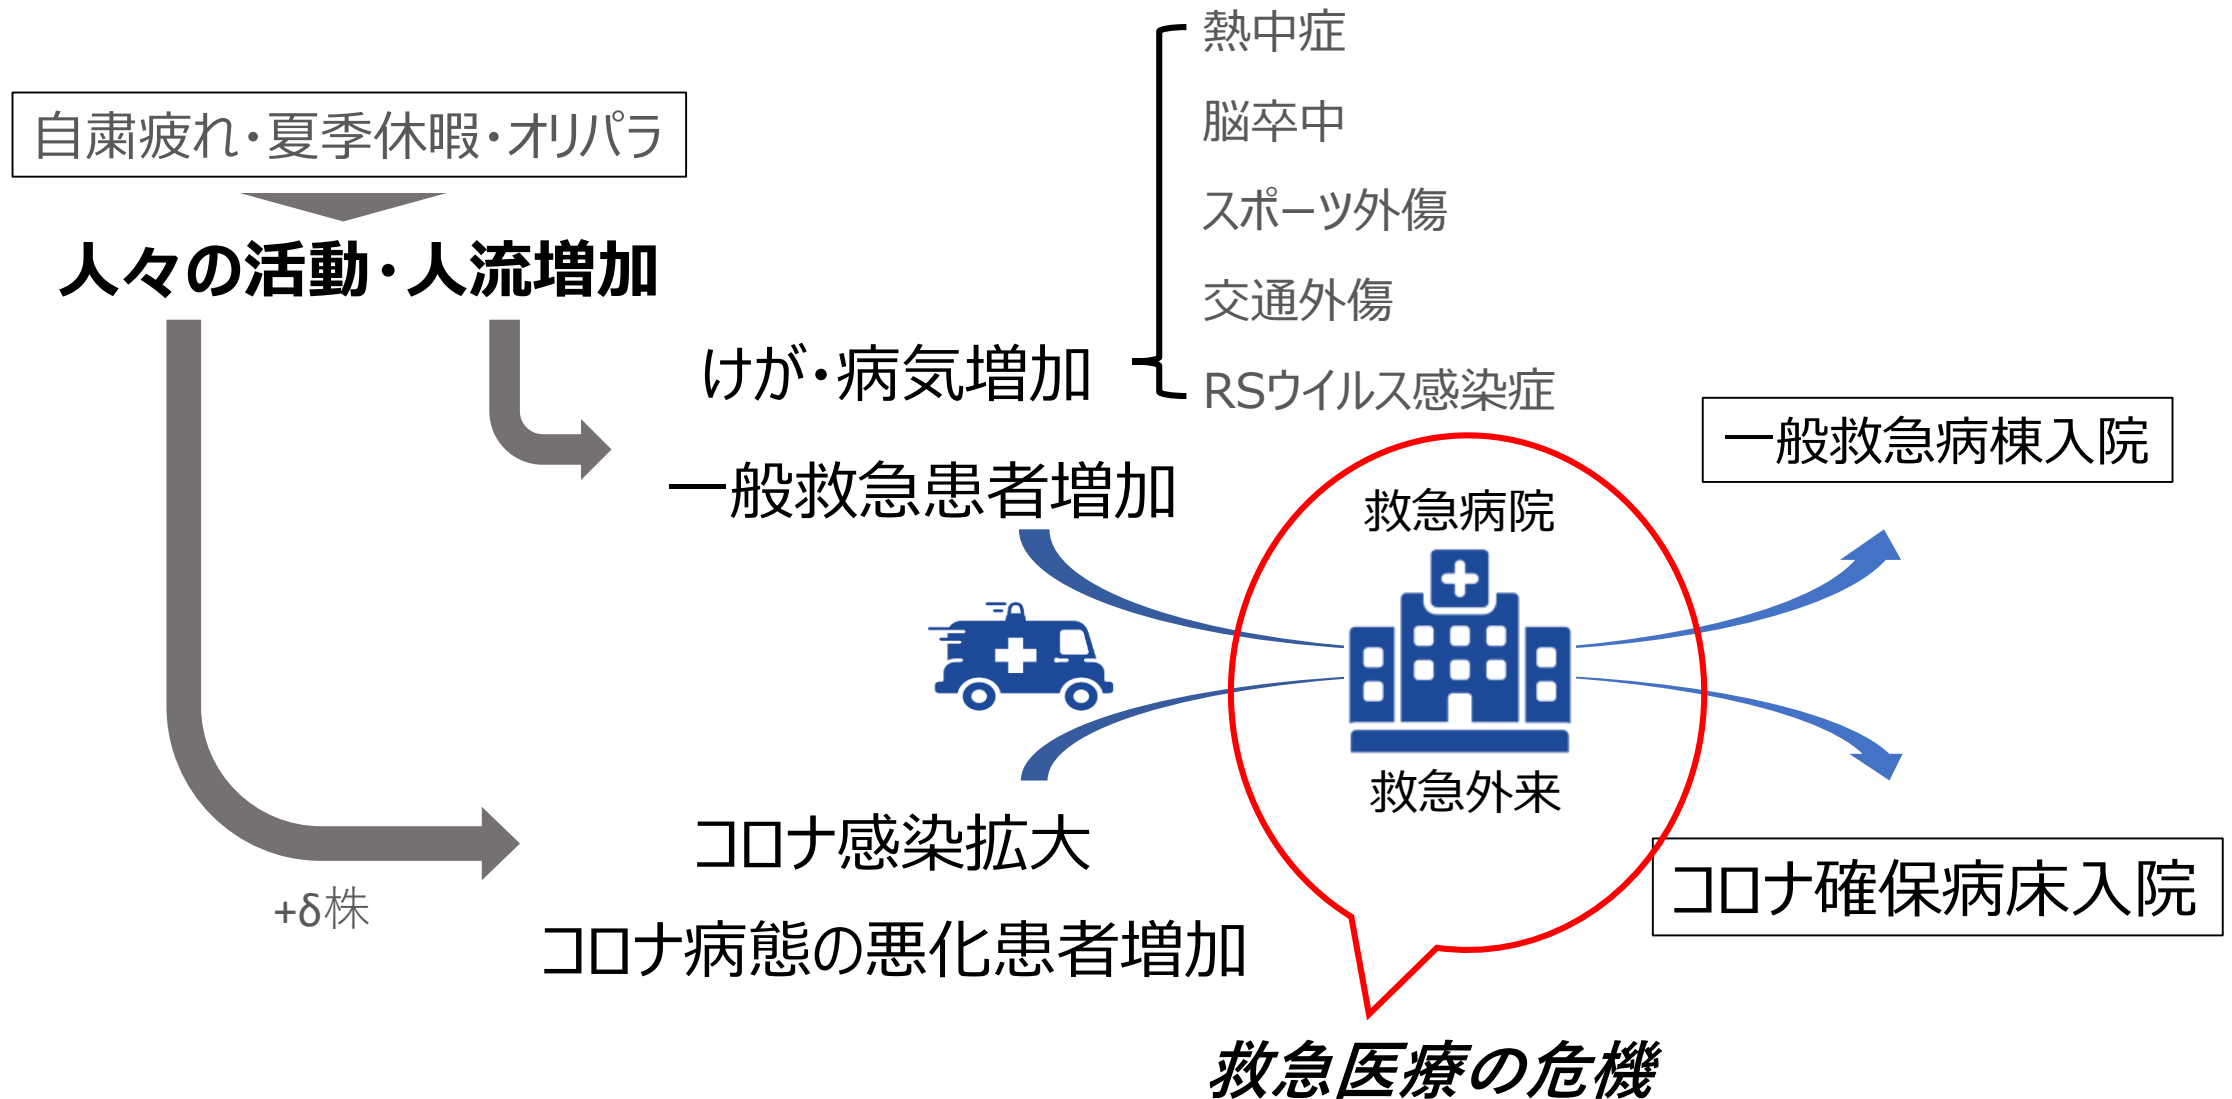 自粛疲れ・夏季休暇・オリパラ
人々の活動・人流増加
けが・病気増加
熱中症
脳卒中
スポーツ外傷
交通外傷
RSウイルス感染症
一般救急患者増加
+δ株
コロナ感染拡大
コロナ病態の悪化患者増加
救急病院
救急外来
一般救急病棟入院
コロナ確保病床入院
救急医療の危機